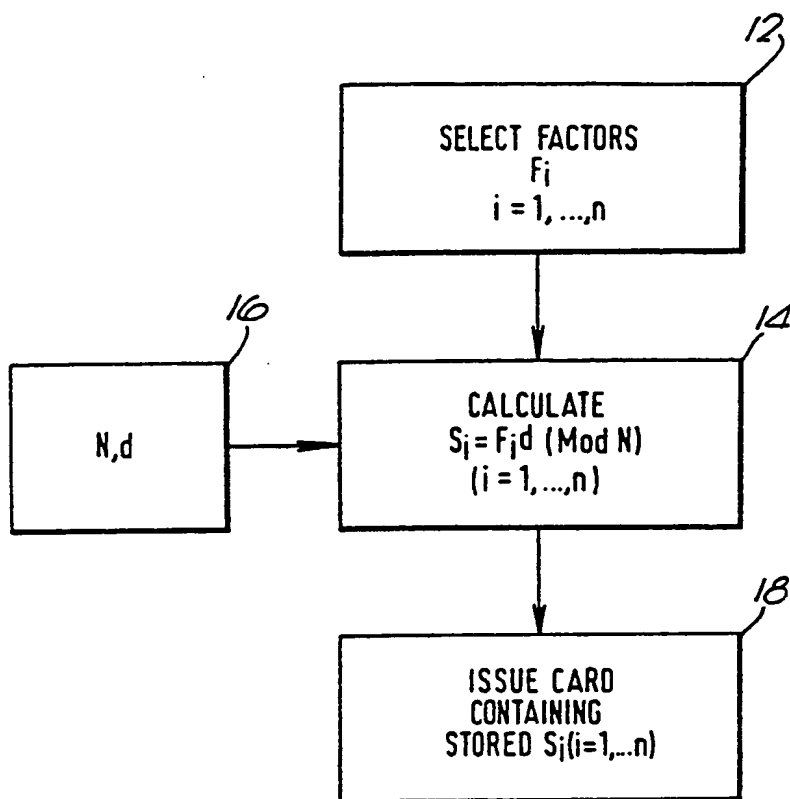 12
SELECT FACTORS
Fi
i = 1, ...,n
16
14
N,d
CALCULATE
Si = Fid (Mod N)
(i = 1, ...,n)
18
ISSUE CARD
CONTAINING
STORED Si(i=1,...n)